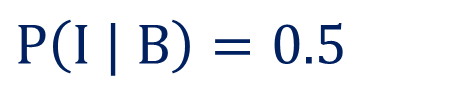 P(I | B) = 0.5